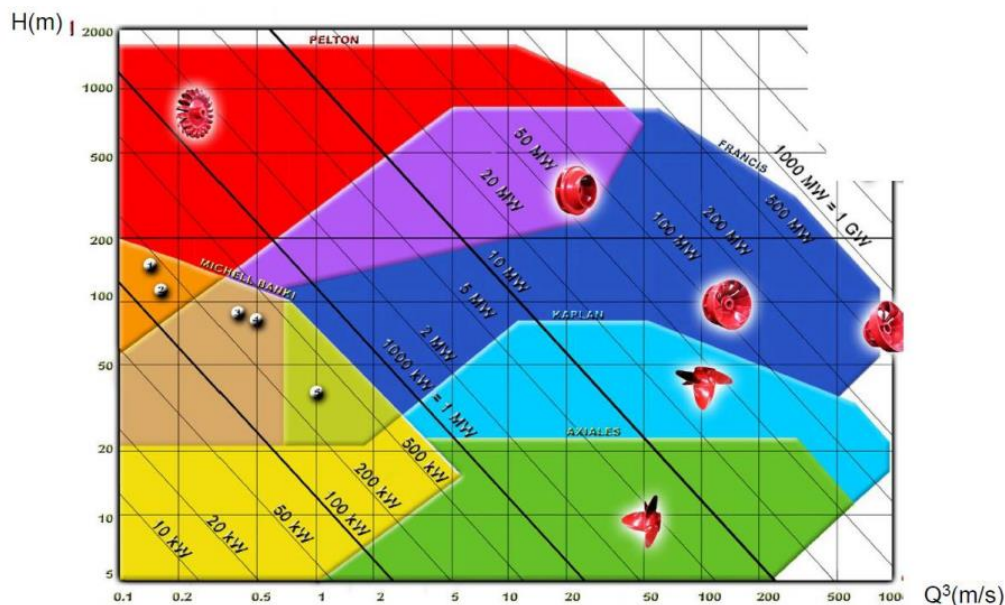 H(m)
2000
1000
500
200
100
50
20
10
5
PELTON
FRANCIS
MICHELL BANKI
KAPLAN
AXIALES
1000 MW = 1 GW
500 MW
200 MW
100 MW
50 MW
20 MW
10 MW
5 MW
2 MW
1000 kW = 1 MW
500 kW
200 kW
100 kW
50 kW
20 kW
10 kW
0.1 0.2 0.5 1 2 5 10 20 50 100 200 500 1000
Q³(m/s)